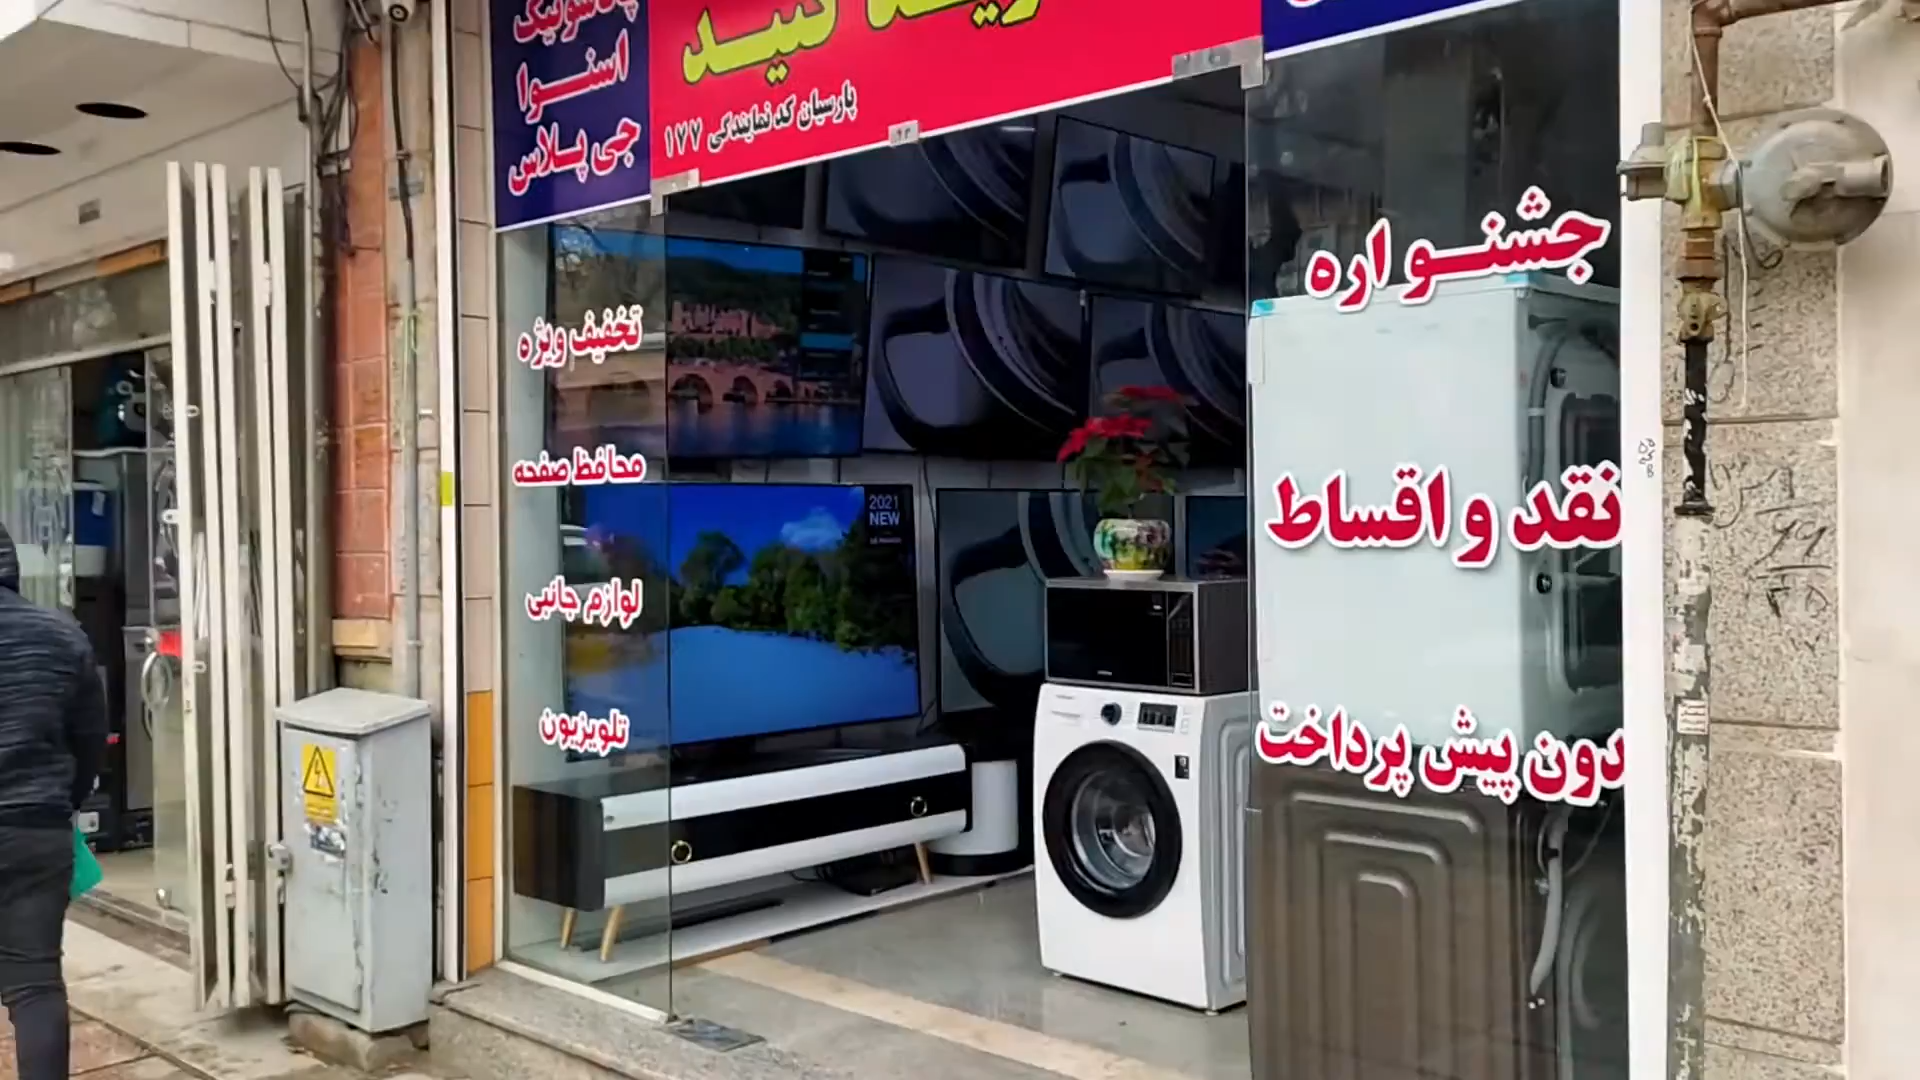 پاناسونیک
اسنوا
جی پلاس
کنید
پارسیان کد نمایندگی ۱۷۷
تخفیف ویژه
محافظ صفحه
لوازم جانبی
تلویزیون
2021
NEW
جشنواره
نقد و اقساط
دون پیش پرداخت